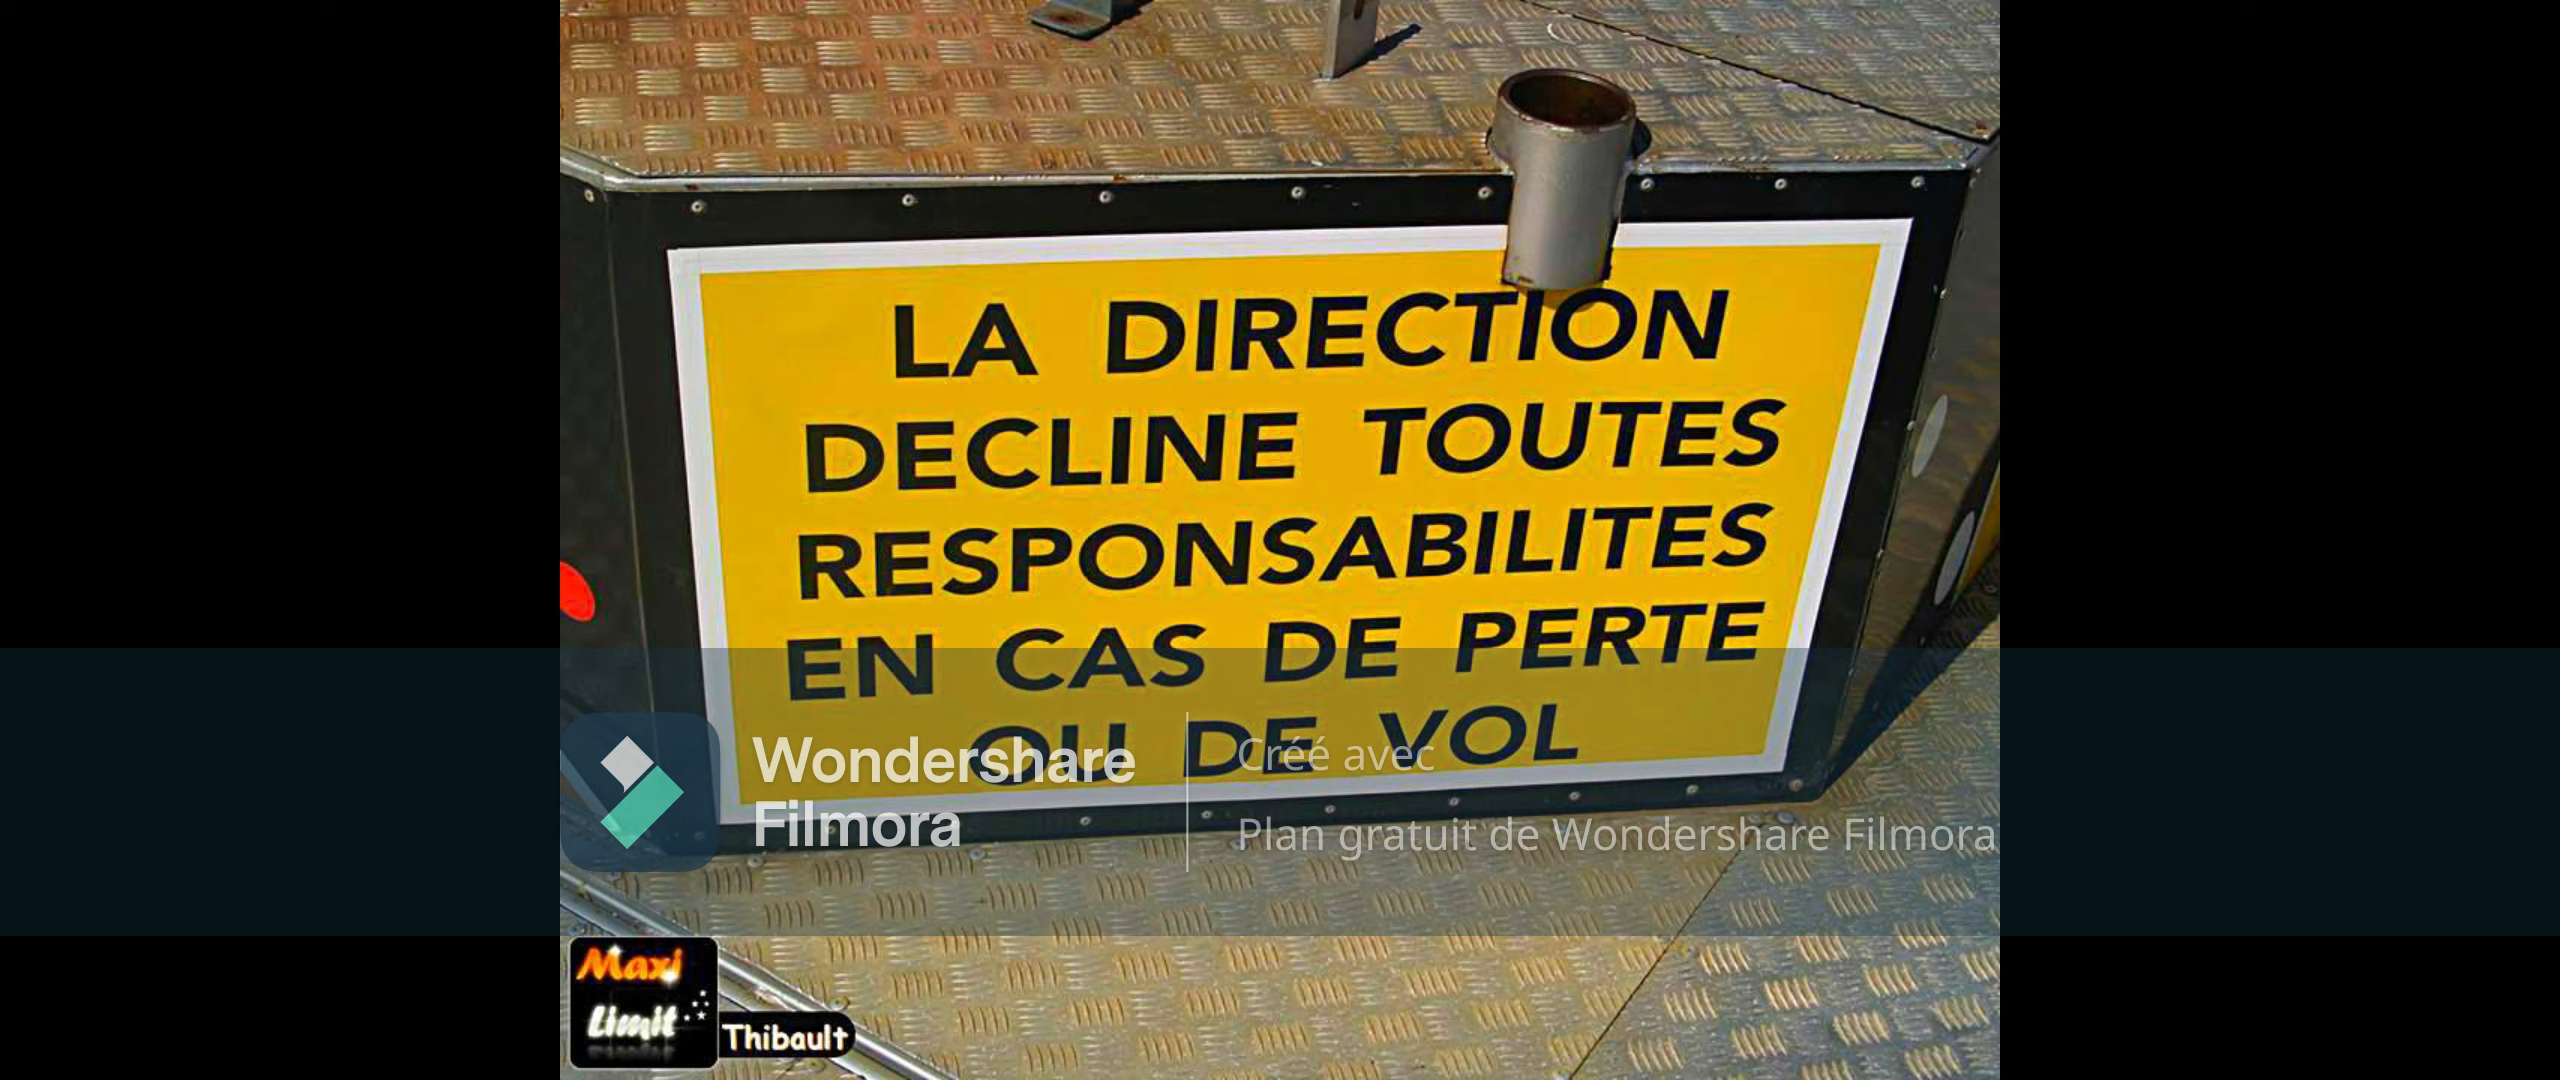 LA DIRECTION
DECLINE TOUTES
RESPONSABILITES
EN CAS DE PERTE
OU DE VOL
Wondershare
Filmora
Créé avec
Plan gratuit de Wondershare Filmora
Maxi
Limit
Thibault